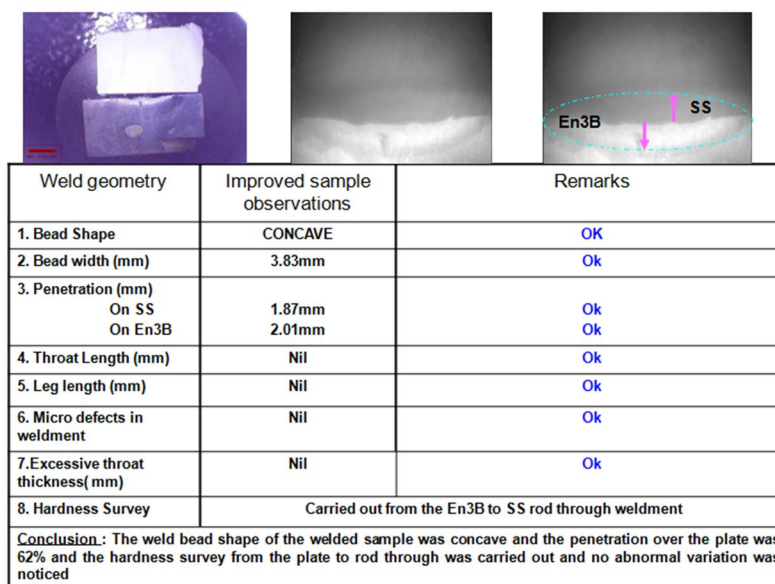 SS
En3B
Weld geometry
Improved sample
observations
Remarks
1. Bead Shape
CONCAVE
OK
2. Bead width (mm)
3.83mm
Ok
3. Penetration (mm)
On SS
1.87mm
Ok
On En3B
2.01mm
Ok
4. Throat Length (mm)
Nil
Ok
5. Leg length (mm)
Nil
Ok
6. Micro defects in
weldment
Nil
Ok
7.Excessive throat
thickness( mm)
Nil
Ok
8. Hardness Survey
Carried out from the En3B to SS rod through weldment
Conclusion : The weld bead shape of the welded sample was concave and the penetration over the plate was
62% and the hardness survey from the plate to rod through was carried out and no abnormal variation was
noticed